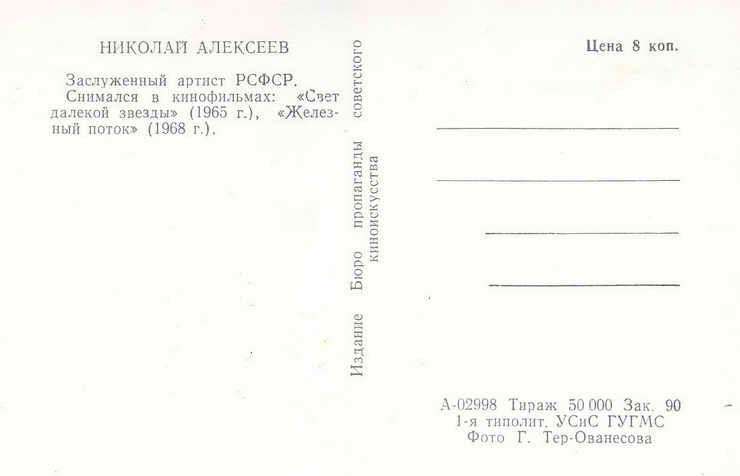 НИКОЛАЙ АЛЕКСЕЕВ
Заслуженный артист РСФСР.
Снимался в кинофильмах: «Свет
далекой звезды» (1965 г.), «Желез-
ный поток» (1968 г.).
Издание Бюро пропаганды советского
киноискусства
Цена 8 коп.
А-02998 Тираж 50 000 Зак. 90
1-я типолит. УСиС ГУГМС
Фото Г. Тер-Ованесова